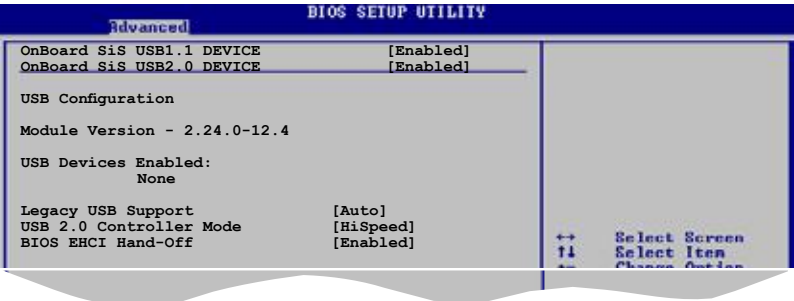 BIOS SETUP UTILITY
Advanced
OnBoard SiS USB1.1 DEVICE [Enabled]
OnBoard SiS USB2.0 DEVICE [Enabled]
USB Configuration
Module Version - 2.24.0-12.4
USB Devices Enabled:
None
Legacy USB Support [Auto]
USB 2.0 Controller Mode [HiSpeed]
BIOS EHCI Hand-Off [Enabled]
↔ Select Screen
↑↓ Select Item
+- Change Option